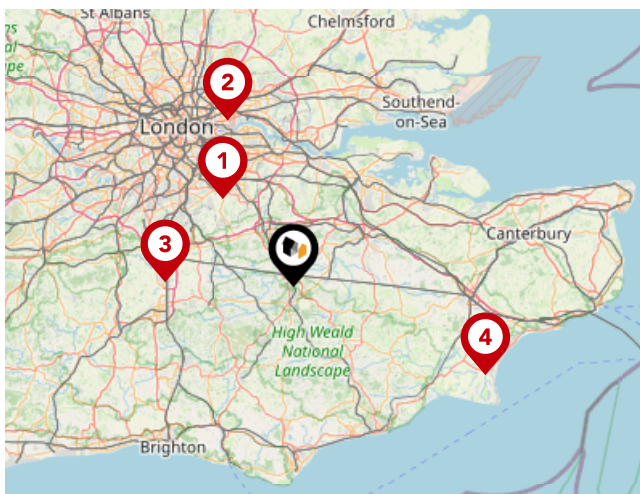 St Albans
Chelmsford
2
Southend-
on-Sea
London
1
3
Canterbury
High Weald
National
Landscape
4
Brighton